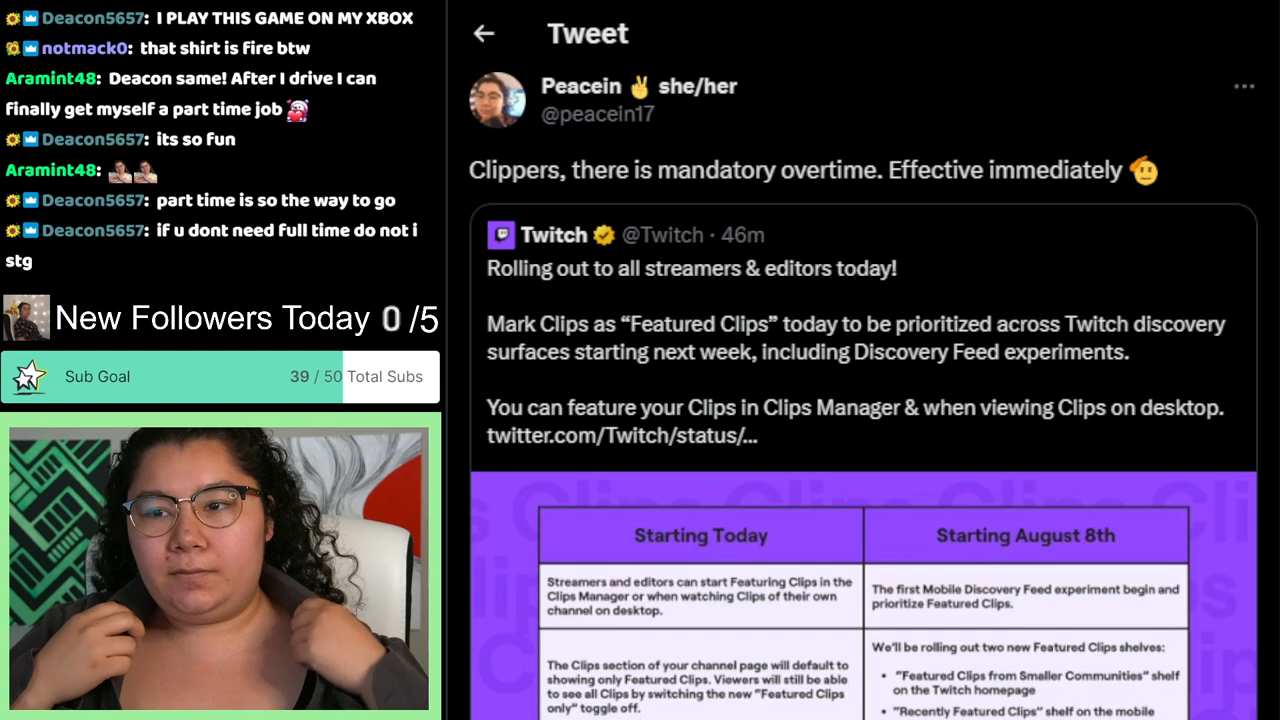 Deacon5657: I PLAY THIS GAME ON MY XBOX
notmack0: that shirt is fire btw
Aramint48: Deacon same! After I drive I can
finally get myself a part time job
Deacon5657: its so fun
Aramint48:
Deacon5657: part time is so the way to go
Deacon5657: if u dont need full time do not i
stg
New Followers Today 0 /5
Sub Goal 39 / 50 Total Subs
Tweet
Peacein ✌️ she/her
@peacein17
Clippers, there is mandatory overtime. Effective immediately 🫡
Twitch @Twitch · 46m
Rolling out to all streamers & editors today!
Mark Clips as “Featured Clips” today to be prioritized across Twitch discovery
surfaces starting next week, including Discovery Feed experiments.
You can feature your Clips in Clips Manager & when viewing Clips on desktop.
twitter.com/Twitch/status/...
Starting Today
Streamers and editors can start Featuring Clips in the
Clips Manager or when watching Clips of their own
channel on desktop.
The Clips section of your channel page will default to
showing only Featured Clips. Viewers will still be able
to see all Clips by switching the new “Featured Clips
only” toggle off.
Starting August 8th
The first Mobile Discovery Feed experiment begin and
prioritize Featured Clips.
We’ll be rolling out two new Featured Clips shelves:
• “Featured Clips from Smaller Communities” shelf
on the Twitch homepage
• “Recently Featured Clips” shelf on the mobile